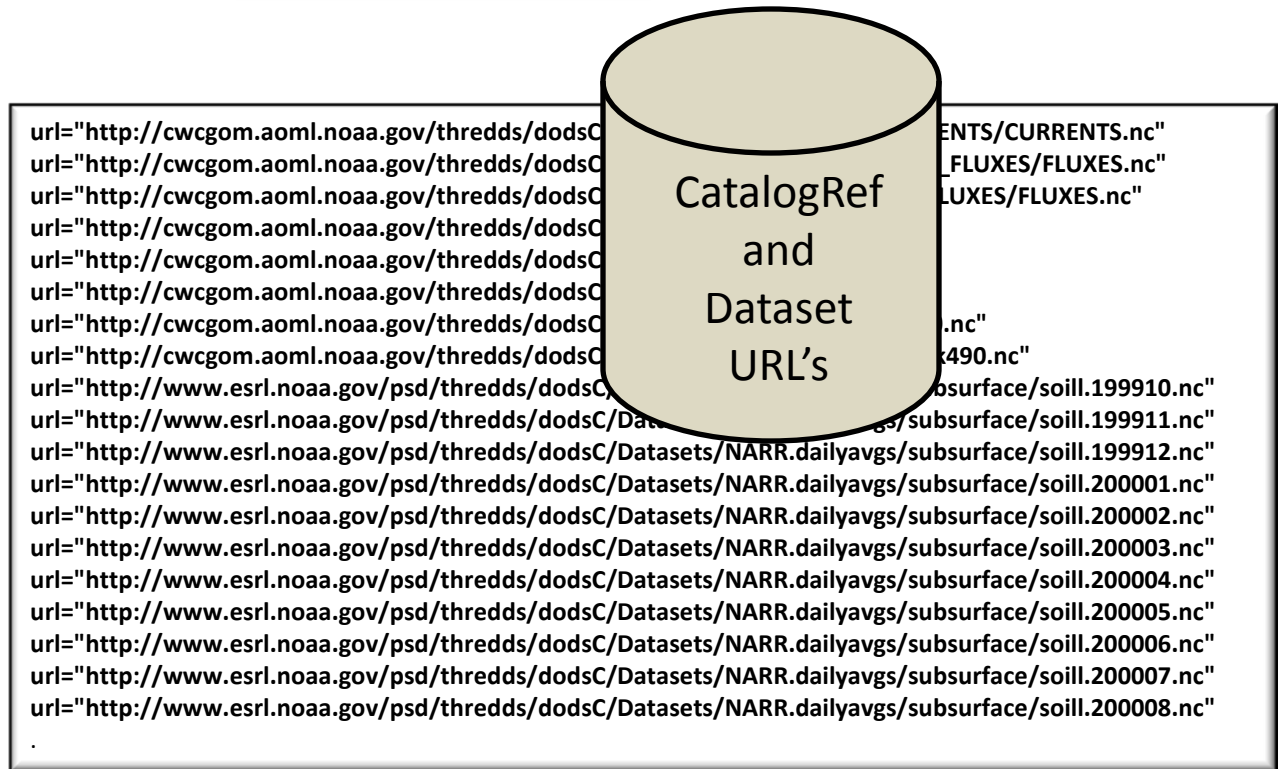 url="http://cwcgom.aoml.noaa.gov/thredds/dodsC ENTS/CURRENTS.nc"
url="http://cwcgom.aoml.noaa.gov/thredds/dodsC _FLUXES/FLUXES.nc"
url="http://cwcgom.aoml.noaa.gov/thredds/dodsC LUXES/FLUXES.nc"
url="http://cwcgom.aoml.noaa.gov/thredds/dodsC
url="http://cwcgom.aoml.noaa.gov/thredds/dodsC
url="http://cwcgom.aoml.noaa.gov/thredds/dodsC
url="http://cwcgom.aoml.noaa.gov/thredds/dodsC .nc"
url="http://cwcgom.aoml.noaa.gov/thredds/dodsC k490.nc"
url="http://www.esrl.noaa.gov/psd/thredds/dodsC/ bsurface/soill.199910.nc"
url="http://www.esrl.noaa.gov/psd/thredds/dodsC/Dat gs/subsurface/soill.199911.nc"
url="http://www.esrl.noaa.gov/psd/thredds/dodsC/Datasets/NARR.dailyavgs/subsurface/soill.199912.nc"
url="http://www.esrl.noaa.gov/psd/thredds/dodsC/Datasets/NARR.dailyavgs/subsurface/soill.200001.nc"
url="http://www.esrl.noaa.gov/psd/thredds/dodsC/Datasets/NARR.dailyavgs/subsurface/soill.200002.nc"
url="http://www.esrl.noaa.gov/psd/thredds/dodsC/Datasets/NARR.dailyavgs/subsurface/soill.200003.nc"
url="http://www.esrl.noaa.gov/psd/thredds/dodsC/Datasets/NARR.dailyavgs/subsurface/soill.200004.nc"
url="http://www.esrl.noaa.gov/psd/thredds/dodsC/Datasets/NARR.dailyavgs/subsurface/soill.200005.nc"
url="http://www.esrl.noaa.gov/psd/thredds/dodsC/Datasets/NARR.dailyavgs/subsurface/soill.200006.nc"
url="http://www.esrl.noaa.gov/psd/thredds/dodsC/Datasets/NARR.dailyavgs/subsurface/soill.200007.nc"
url="http://www.esrl.noaa.gov/psd/thredds/dodsC/Datasets/NARR.dailyavgs/subsurface/soill.200008.nc"
.
CatalogRef
and
Dataset
URL’s